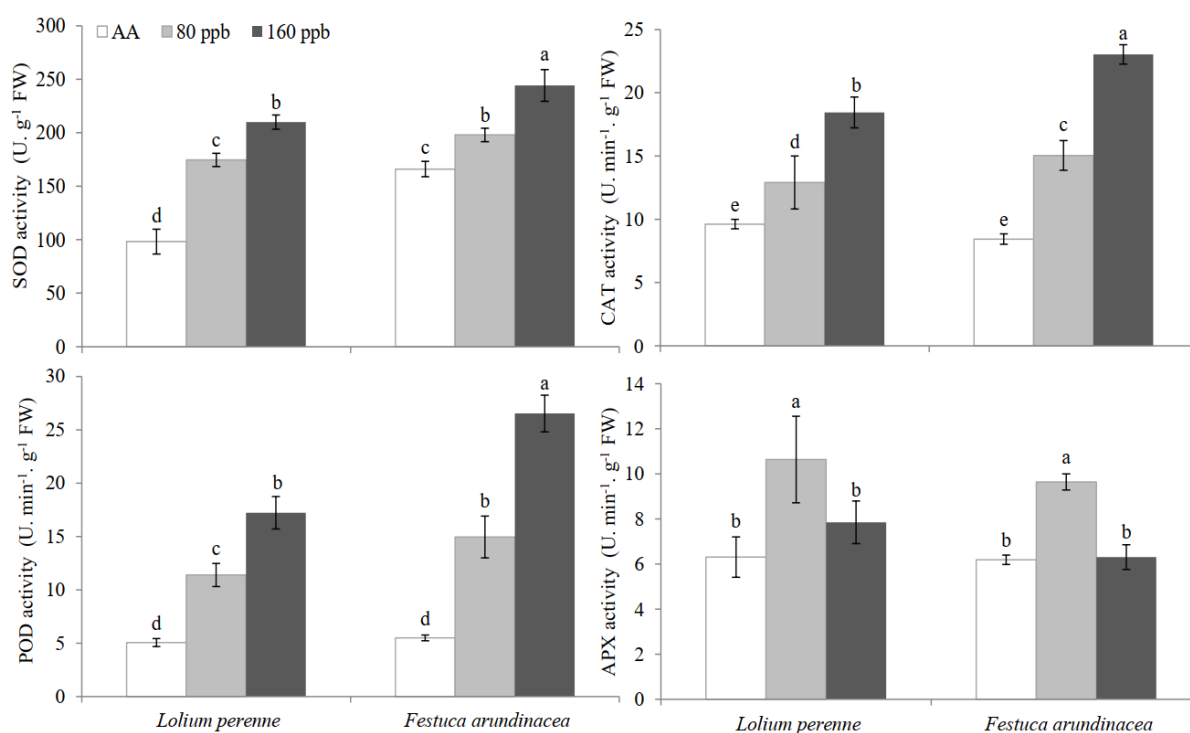 AA 80 ppb 160 ppb
SOD activity (U. g⁻¹ FW)
300
250
200
150
100
50
0
d
c
b
c
b
a
CAT activity (U. min⁻¹. g⁻¹ FW)
25
20
15
10
5
0
e
d
b
e
c
a
POD activity (U. min⁻¹. g⁻¹ FW)
30
25
20
15
10
5
0
d
c
b
d
b
a
Lolium perenne
Festuca arundinacea
APX activity (U. min⁻¹. g⁻¹ FW)
14
12
10
8
6
4
2
0
b
a
b
b
a
b
Lolium perenne
Festuca arundinacea